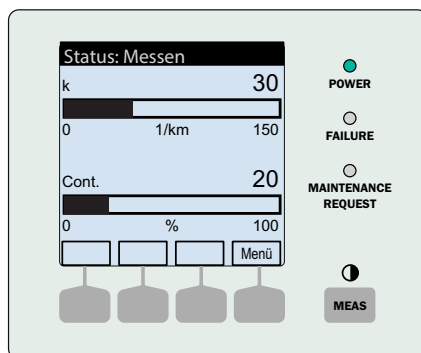 Status: Messen
k 30
0 1/km 150
Cont. 20
0 % 100
Menü
POWER
FAILURE
MAINTENANCE
REQUEST
MEAS